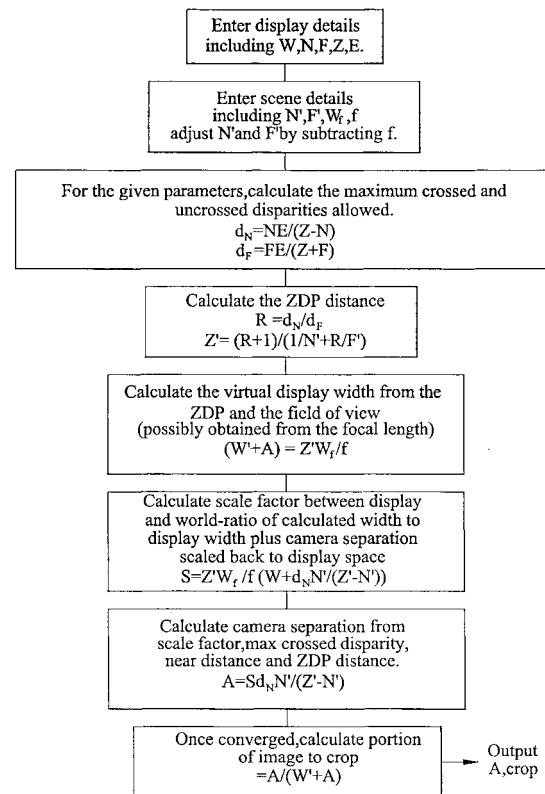 Enter display details
including W,N,F,Z,E.
Enter scene details
including N',F',Wf,f
adjust N'and F'by subtracting f.
For the given parameters,calculate the maximum crossed and
uncrossed disparities allowed.
dN=NE/(Z-N)
dF=FE/(Z+F)
Calculate the ZDP distance
R =dN/dF
Z'= (R+1)/(1/N'+R/F')
Calculate the virtual display width from the
ZDP and the field of view
(possibly obtained from the focal length)
(W'+A) = Z'Wf/f
Calculate scale factor between display
and world-ratio of calculated width to
display width plus camera separation
scaled back to display space
S=Z'Wf /f (W+dNN'/(Z'-N'))
Calculate camera separation from
scale factor,max crossed disparity,
near distance and ZDP distance.
A=SdNN'/(Z'-N')
Once converged,calculate portion
of image to crop
=A/(W'+A)
Output
A,crop